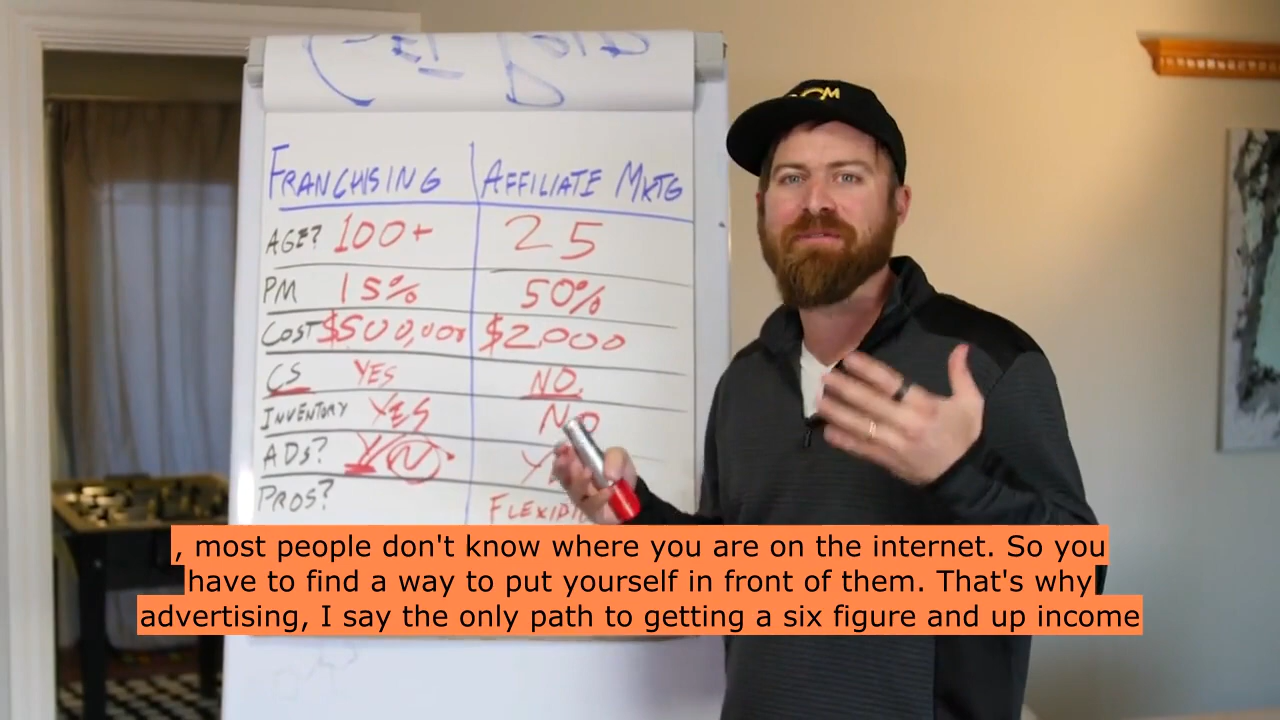 FRANCHISING AFFILIATE MKTG
AGE? 100+ 25
PM 15% 50%
COST $500,000 $2000
CS YES NO.
INVENTORY YES NO
ADS? Y N
PROS?
, most people don't know where you are on the internet. So you
have to find a way to put yourself in front of them. That's why
advertising, I say the only path to getting a six figure and up income